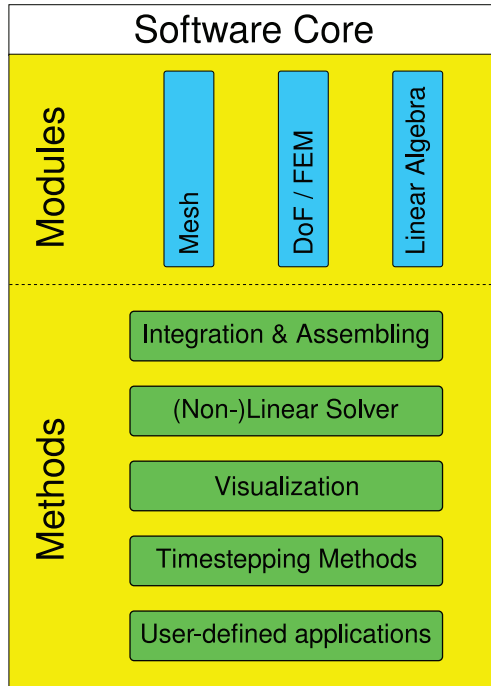 Software Core
Modules
Mesh
DoF / FEM
Linear Algebra
Methods
Integration & Assembling
(Non-)Linear Solver
Visualization
Timestepping Methods
User-defined applications